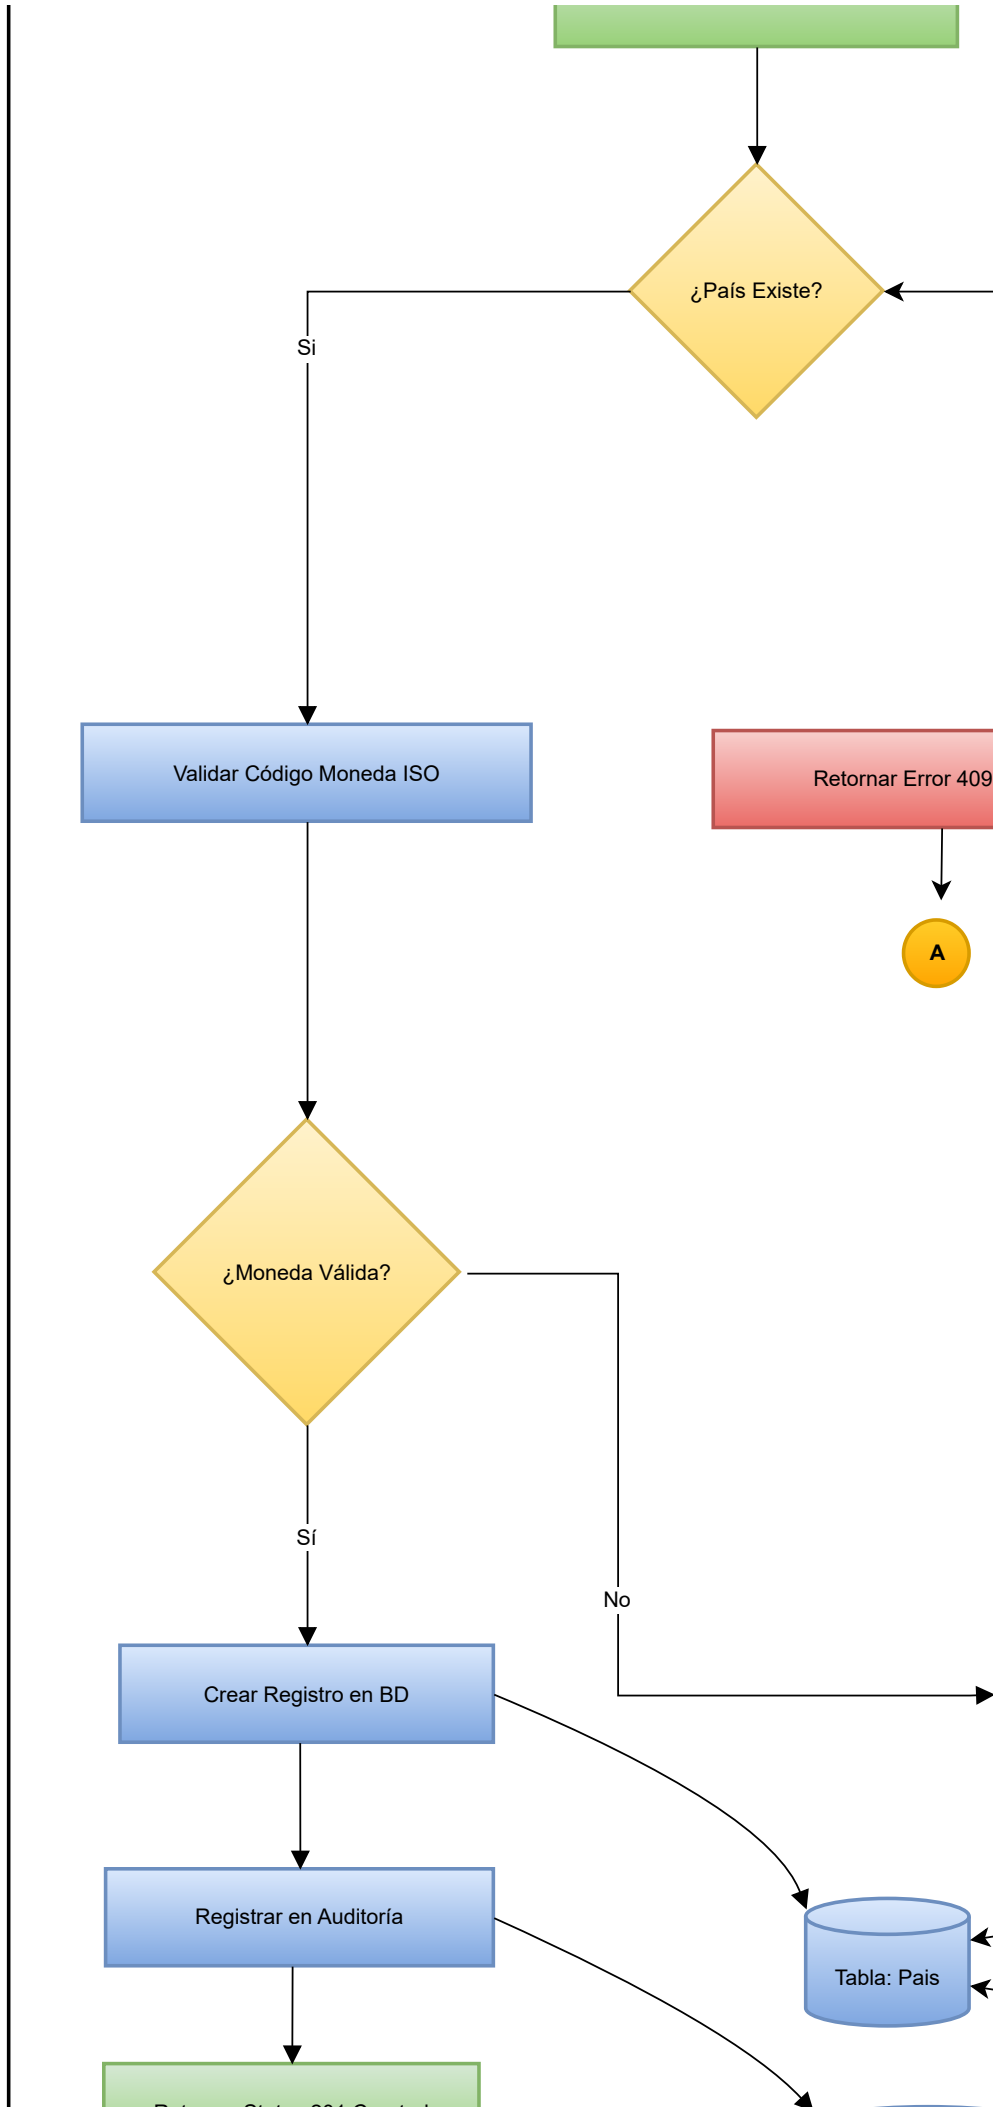 ¿País Existe?
Si
Validar Código Moneda ISO
Retornar Error 409
A
¿Moneda Válida?
Sí
No
Crear Registro en BD
Registrar en Auditoría
Tabla: Pais